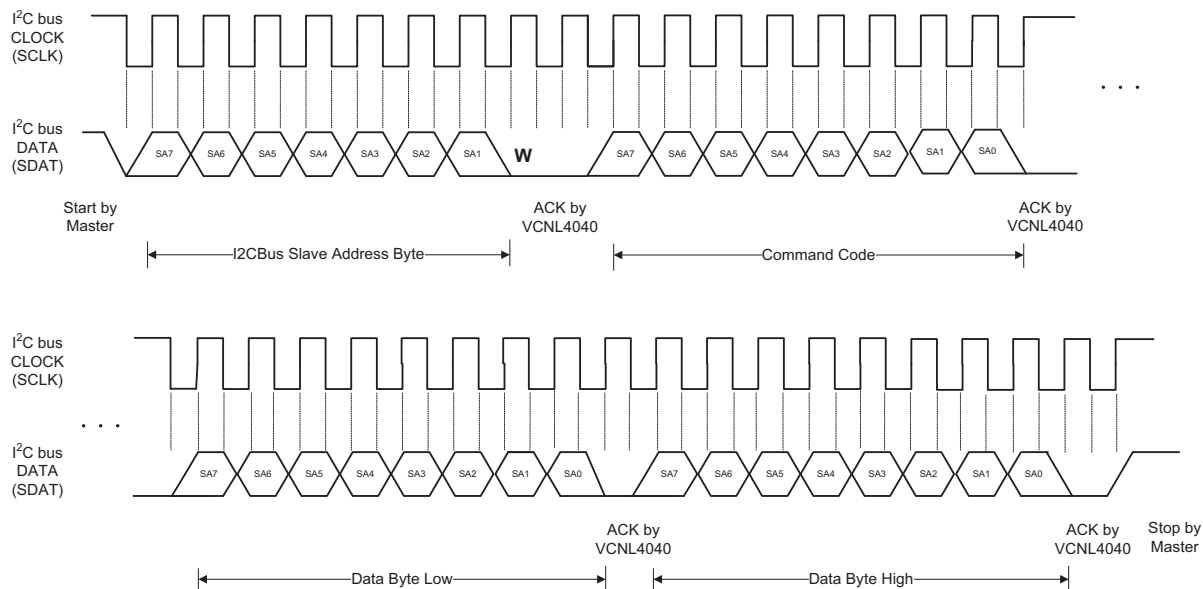 I²C bus
CLOCK
(SCLK)
. . .
I²C bus
DATA
(SDAT)
SA7 SA6 SA5 SA4 SA3 SA2 SA1 W SA7 SA6 SA5 SA4 SA3 SA2 SA1 SA0
Start by
Master
ACK by
VCNL4040
ACK by
VCNL4040
I2CBus Slave Address Byte
Command Code
I²C bus
CLOCK
(SCLK)
. . .
I²C bus
DATA
(SDAT)
SA7 SA6 SA5 SA4 SA3 SA2 SA1 SA0 SA7 SA6 SA5 SA4 SA3 SA2 SA1 SA0
ACK by
VCNL4040
ACK by
VCNL4040
Stop by
Master
Data Byte Low
Data Byte High